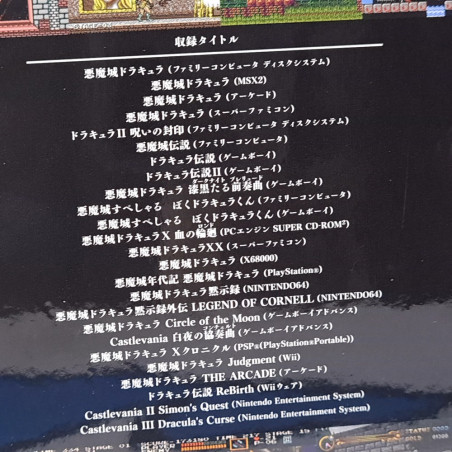 収録タイトル
悪魔城ドラキュラ (ファミリーコンピュータ ディスクシステム)
悪魔城ドラキュラ (MSX2)
悪魔城ドラキュラ (アーケード)
悪魔城ドラキュラ (スーパーファミコン)
ドラキュラII 呪いの封印 (ファミリーコンピュータ ディスクシステム)
悪魔城伝説 (ファミリーコンピュータ)
ドラキュラ伝説 (ゲームボーイ)
ドラキュラ伝説II (ゲームボーイ)
ダークナイト プレリュード
悪魔城ドラキュラ 漆黒たる前奏曲 (ゲームボーイ)
悪魔城すぺしゃる ぼくドラキュラくん (ファミリーコンピュータ)
悪魔城すぺしゃる ぼくドラキュラくん (ゲームボーイ)
ロンド
悪魔城ドラキュラX 血の輪廻 (PCエンジン SUPER CD-ROM²)
悪魔城ドラキュラXX (スーパーファミコン)
悪魔城ドラキュラ (X68000)
悪魔城年代記 悪魔城ドラキュラ (PlayStation®)
悪魔城ドラキュラ黙示録 (NINTENDO64)
悪魔城ドラキュラ黙示録外伝 LEGEND OF CORNELL (NINTENDO64)
悪魔城ドラキュラ Circle of the Moon (ゲームボーイアドバンス)
コンチェルト
Castlevania 白夜の協奏曲 (ゲームボーイアドバンス)
悪魔城ドラキュラ Xクロニクル (PSP®(PlayStation®Portable))
悪魔城ドラキュラ Judgment (Wii)
悪魔城ドラキュラ THE ARCADE (アーケード)
ドラキュラ伝説 ReBirth (Wiiウェア)
Castlevania II Simon's Quest (Nintendo Entertainment System)
Castlevania III Dracula's Curse (Nintendo Entertainment System)